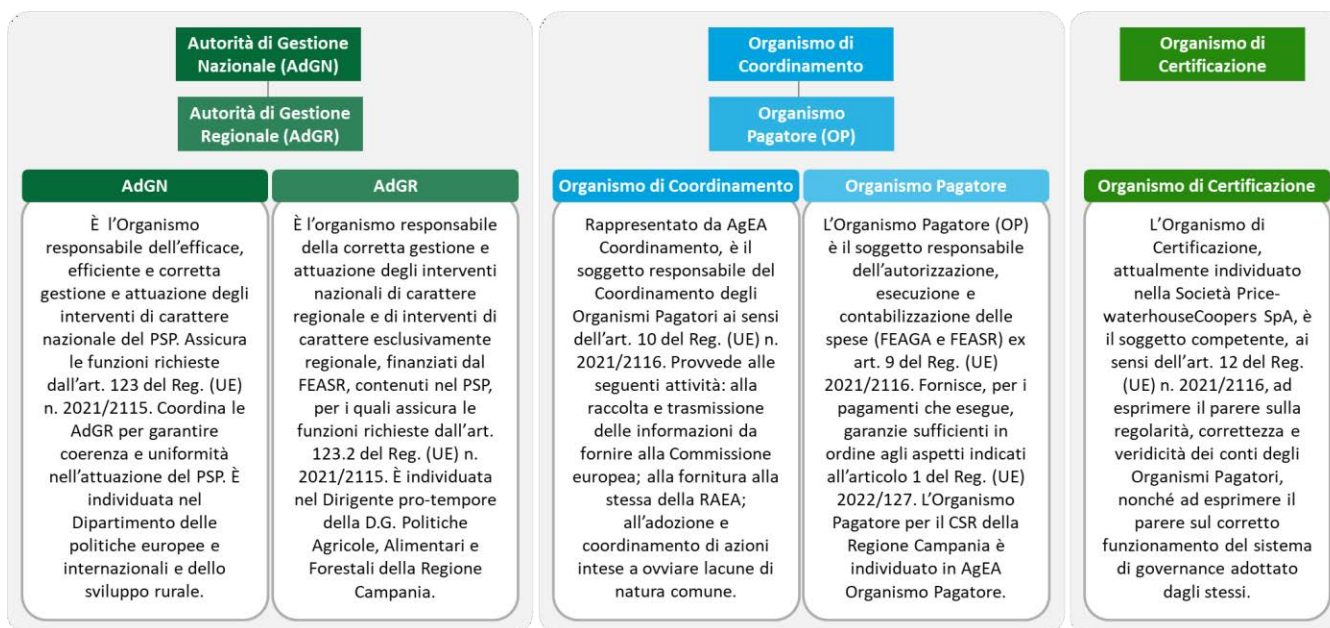 Autorità di Gestione
Nazionale (AdGN)
Autorità di Gestione
Regionale (AdGR)
Organismo di
Coordinamento
Organismo
Pagatore (OP)
Organismo di
Certificazione
AdGN
È l’Organismo
responsabile dell’efficace,
efficiente e corretta
gestione e attuazione degli
interventi di carattere
nazionale del PSP. Assicura
le funzioni richieste
dall’art. 123 del Reg. (UE)
n. 2021/2115. Coordina le
AdGR per garantire
coerenza e uniformità
nell’attuazione del PSP. È
individuata nel
Dipartimento delle
politiche europee e
internazionali e dello
sviluppo rurale.
AdGR
È l’organismo responsabile
della corretta gestione e
attuazione degli interventi
nazionali di carattere
regionale e di interventi di
carattere esclusivamente
regionale, finanziati dal
FEASR, contenuti nel PSP,
per i quali assicura le
funzioni richieste dall’art.
123.2 del Reg. (UE) n.
2021/2115. È individuata
nel Dirigente pro-tempore
della D.G. Politiche
Agricole, Alimentari e
Forestali della Regione
Campania.
Organismo di Coordinamento
Rappresentato da AgEA
Coordinamento, è il
soggetto responsabile del
Coordinamento degli
Organismi Pagatori ai sensi
dell’art. 10 del Reg. (UE) n.
2021/2116. Provvede alle
seguenti attività: alla
raccolta e trasmissione
delle informazioni da
fornire alla Commissione
europea; alla fornitura alla
stessa della RAEA;
all’adozione e
coordinamento di azioni
intese a ovviare lacune di
natura comune.
Organismo Pagatore
L’Organismo Pagatore (OP)
è il soggetto responsabile
dell’autorizzazione,
esecuzione e
contabilizzazione delle
spese (FEAGA e FEASR) ex
art. 9 del Reg. (UE)
2021/2116. Fornisce, per i
pagamenti che esegue,
garanzie sufficienti in
ordine agli aspetti indicati
all’articolo 1 del Reg. (UE)
2022/127. L’Organismo
Pagatore per il CSR della
Regione Campania è
individuato in AgEA
Organismo Pagatore.
Organismo di Certificazione
L’Organismo di
Certificazione,
attualmente individuato
nella Società Price-
waterhouseCoopers SpA, è
il soggetto competente, ai
sensi dell’art. 12 del Reg.
(UE) n. 2021/2116, ad
esprimere il parere sulla
regolarità, correttezza e
veridicità dei conti degli
Organismi Pagatori,
nonché ad esprimere il
parere sul corretto
funzionamento del sistema
di governance adottato
dagli stessi.